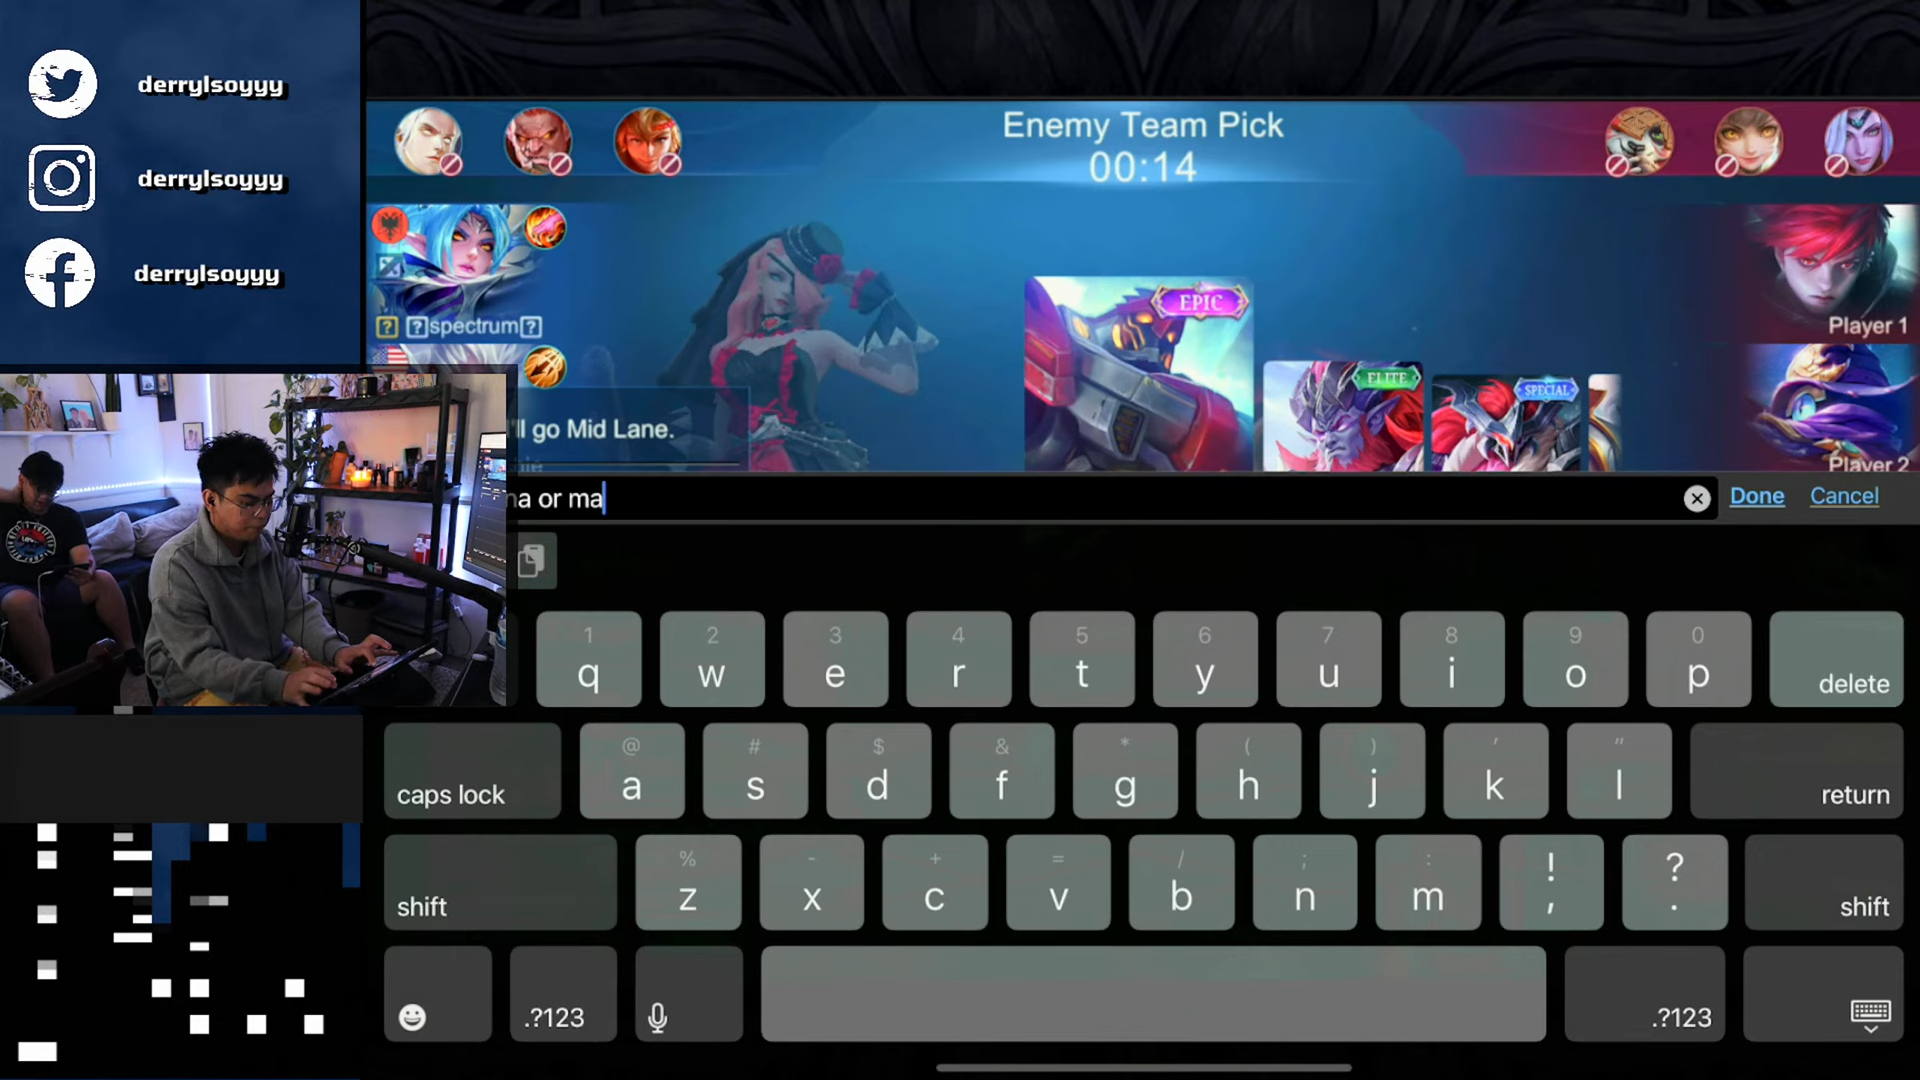 derrylsoyyy
derrylsoyyy
derrylsoyyy
Enemy Team Pick
00:14
?spectrum?
EPIC
ELITE
SPECIAL
Player 1
Player 2
'll go Mid Lane.
na or ma
Done
Cancel
1 2 3 4 5 6 7 8 9 0
q w e r t y u i o p delete
@ # $ & * ( ) ' "
caps lock a s d f g h j k l return
% - + = / ; : ! ?
shift z x c v b n m , . shift
.?123 .?123